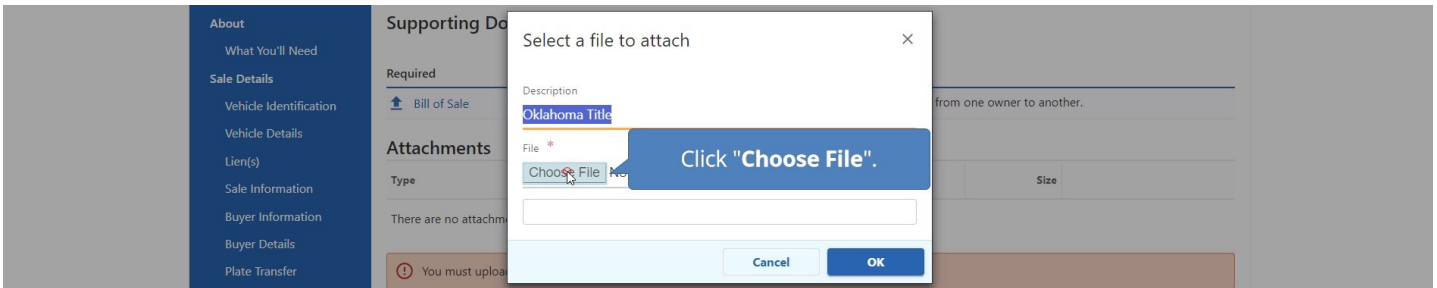 About
What You'll Need
Sale Details
Vehicle Identification
Vehicle Details
Lien(s)
Sale Information
Buyer Information
Buyer Details
Plate Transfer
Supporting Do
Required
Bill of Sale
from one owner to another.
Attachments
Type
Size
There are no attachm
You must uploa
Select a file to attach
Description
Oklahoma Title
File *
Choose File No
Click "Choose File".
Cancel
OK